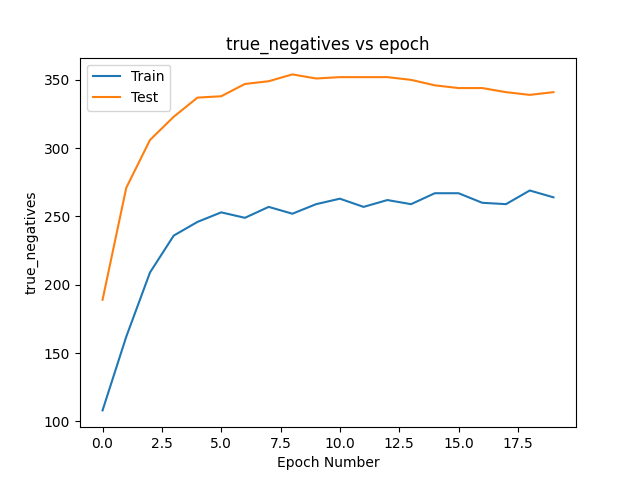 true_negatives vs epoch
Train
Test
true_negatives
350
300
250
200
150
100
0.0 2.5 5.0 7.5 10.0 12.5 15.0 17.5
Epoch Number